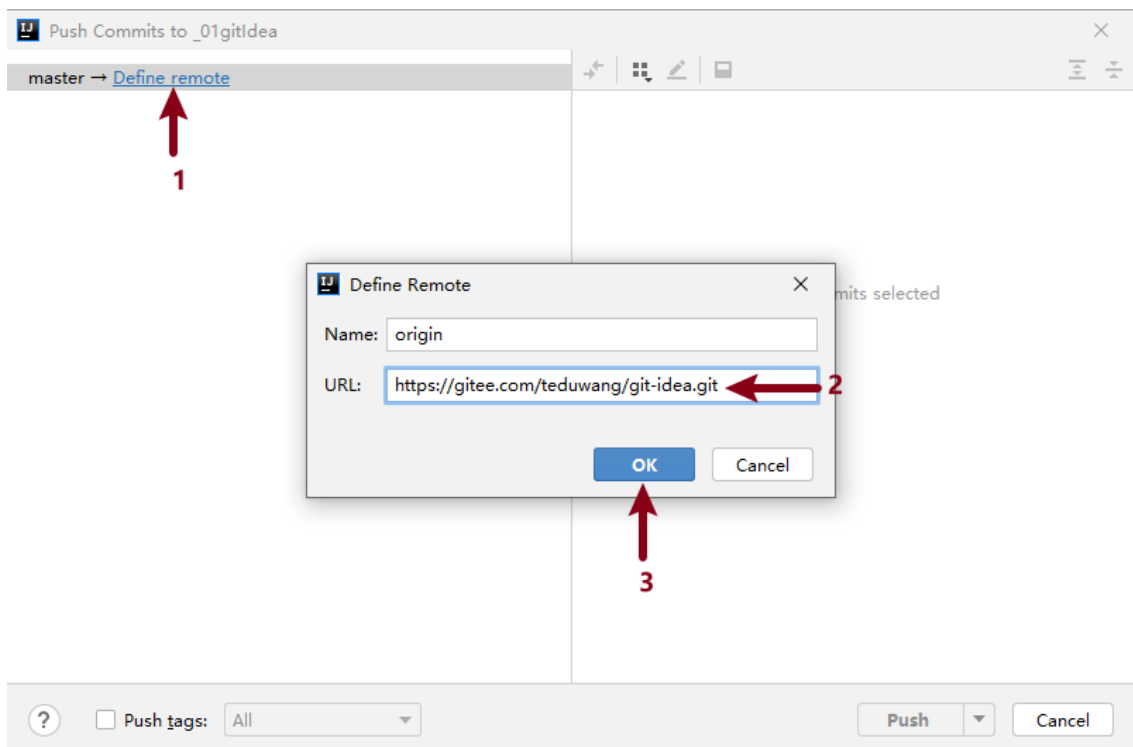 Push Commits to _01gitIdea
master → Define remote
1
mits selected
Define Remote
Name: origin
URL: https://gitee.com/teduwang/git-idea.git
2
OK Cancel
3
? Push tags: All Push Cancel